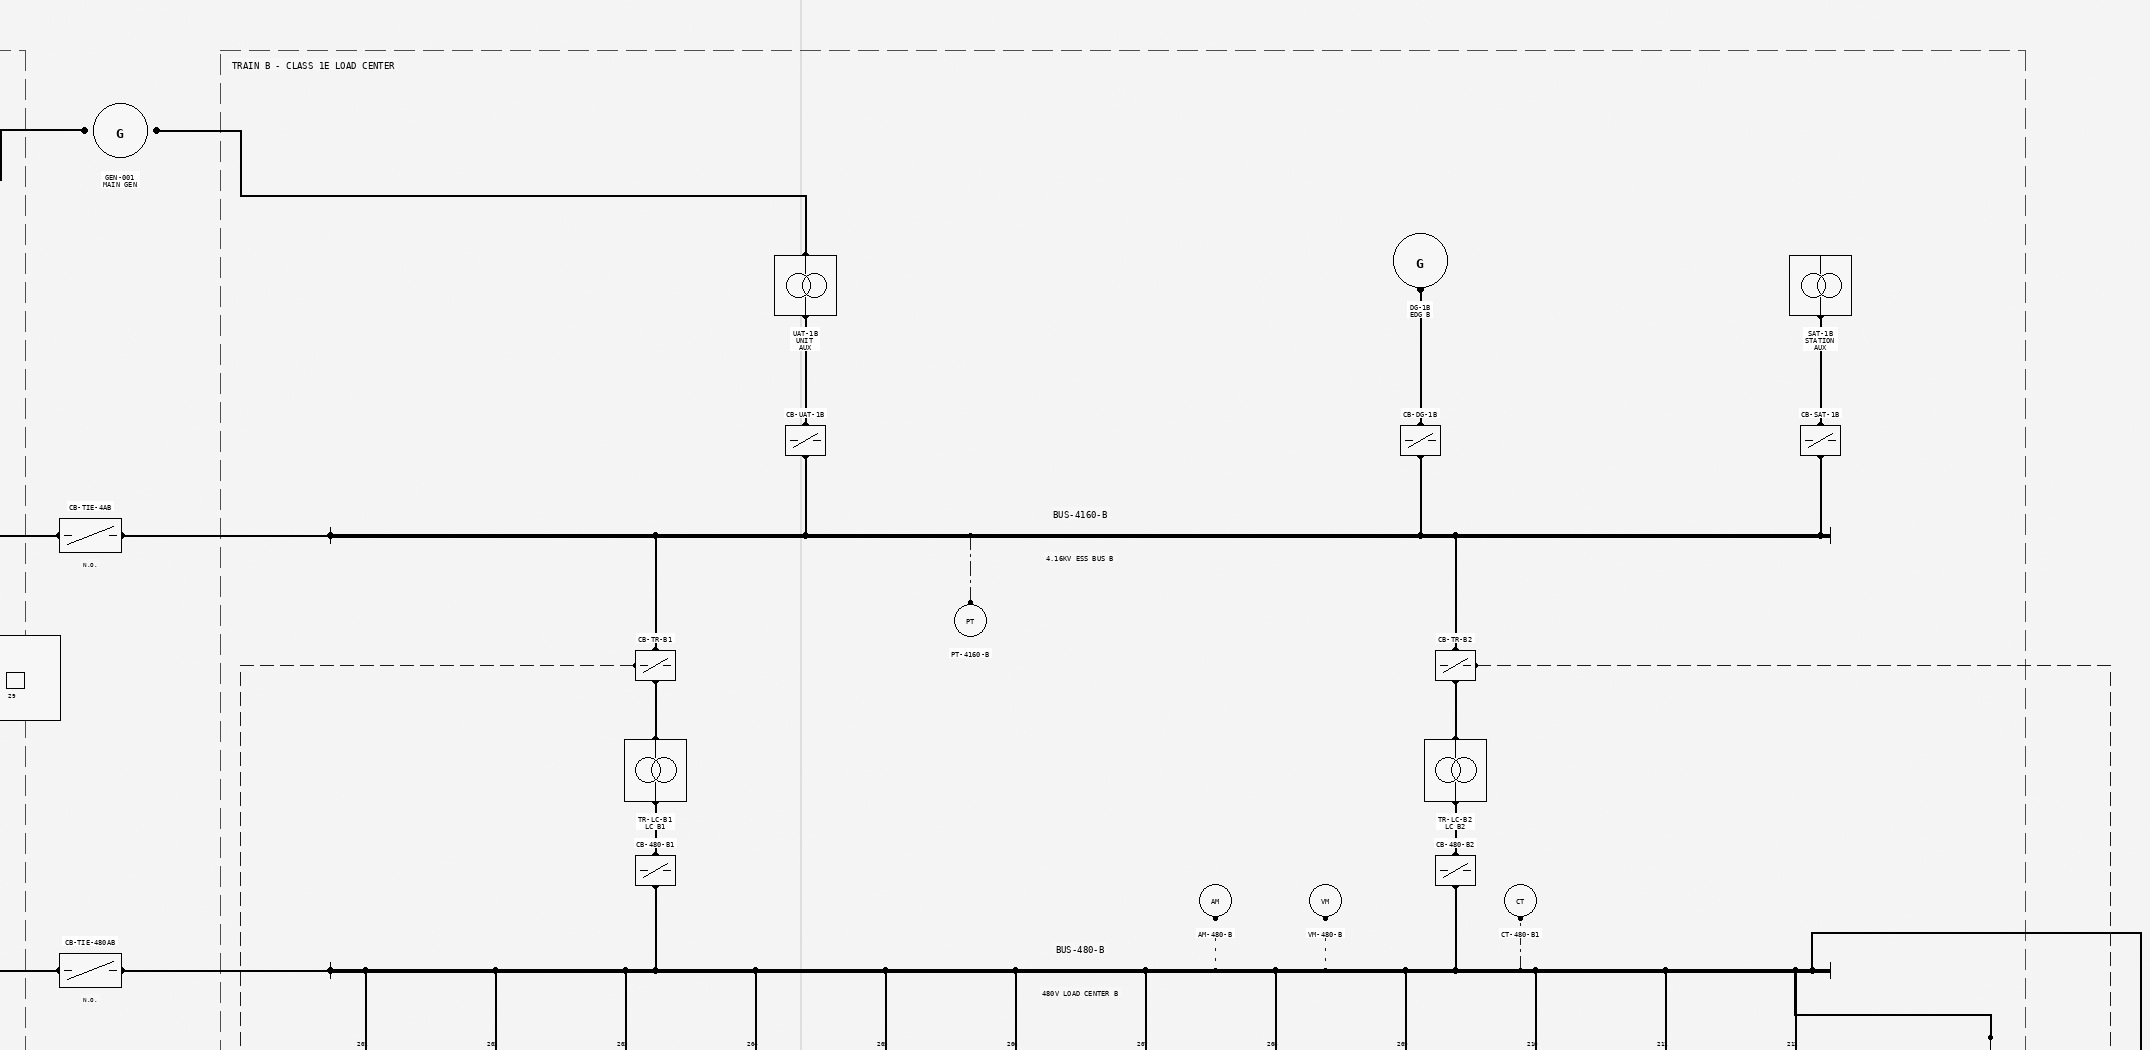 TRAIN B - CLASS 1E LOAD CENTER
G
GEN-001
MAIN GEN
G
DG-1B
EDG B
UAT-1B
UNIT
AUX
SAT-1B
STATION
AUX
CB-UAT-1B
CB-DG-1B
CB-SAT-1B
CB-TIE-4AB
N.O.
BUS-4160-B
4.16KV ESS BUS B
PT
PT-4160-B
CB-TR-B1
CB-TR-B2
TR-LC-B1
LC B1
TR-LC-B2
LC B2
CB-480-B1
CB-480-B2
AM
VM
CT
AM-480-B
VM-480-B
CT-480-B1
CB-TIE-480AB
N.O.
BUS-480-B
480V LOAD CENTER B